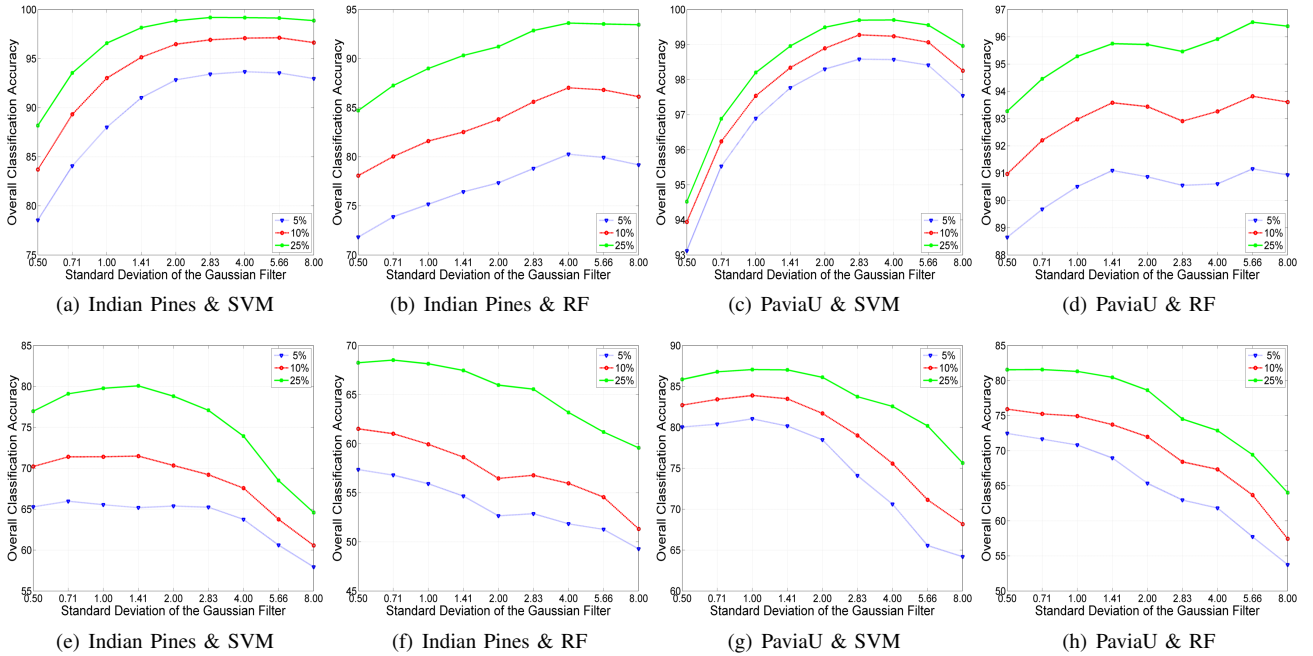 Overall Classification Accuracy
100
95
90
85
80
75
0.50 0.71 1.00 1.41 2.00 2.83 4.00 5.66 8.00
Standard Deviation of the Gaussian Filter
5%
10%
25%
(a) Indian Pines & SVM
Overall Classification Accuracy
95
90
85
80
75
70
0.50 0.71 1.00 1.41 2.00 2.83 4.00 5.66 8.00
Standard Deviation of the Gaussian Filter
5%
10%
25%
(b) Indian Pines & RF
Overall Classification Accuracy
100
99
98
97
96
95
94
93
0.50 0.71 1.00 1.41 2.00 2.83 4.00 5.66 8.00
Standard Deviation of the Gaussian Filter
5%
10%
25%
(c) PaviaU & SVM
Overall Classification Accuracy
97
96
95
94
93
92
91
90
89
88
0.50 0.71 1.00 1.41 2.00 2.83 4.00 5.66 8.00
Standard Deviation of the Gaussian Filter
5%
10%
25%
(d) PaviaU & RF
Overall Classification Accuracy
85
80
75
70
65
60
55
0.50 0.71 1.00 1.41 2.00 2.83 4.00 5.66 8.00
Standard Deviation of the Gaussian Filter
5%
10%
25%
(e) Indian Pines & SVM
Overall Classification Accuracy
70
65
60
55
50
45
0.50 0.71 1.00 1.41 2.00 2.83 4.00 5.66 8.00
Standard Deviation of the Gaussian Filter
5%
10%
25%
(f) Indian Pines & RF
Overall Classification Accuracy
90
85
80
75
70
65
60
0.50 0.71 1.00 1.41 2.00 2.83 4.00 5.66 8.00
Standard Deviation of the Gaussian Filter
5%
10%
25%
(g) PaviaU & SVM
Overall Classification Accuracy
85
80
75
70
65
60
55
50
0.50 0.71 1.00 1.41 2.00 2.83 4.00 5.66 8.00
Standard Deviation of the Gaussian Filter
5%
10%
25%
(h) PaviaU & RF